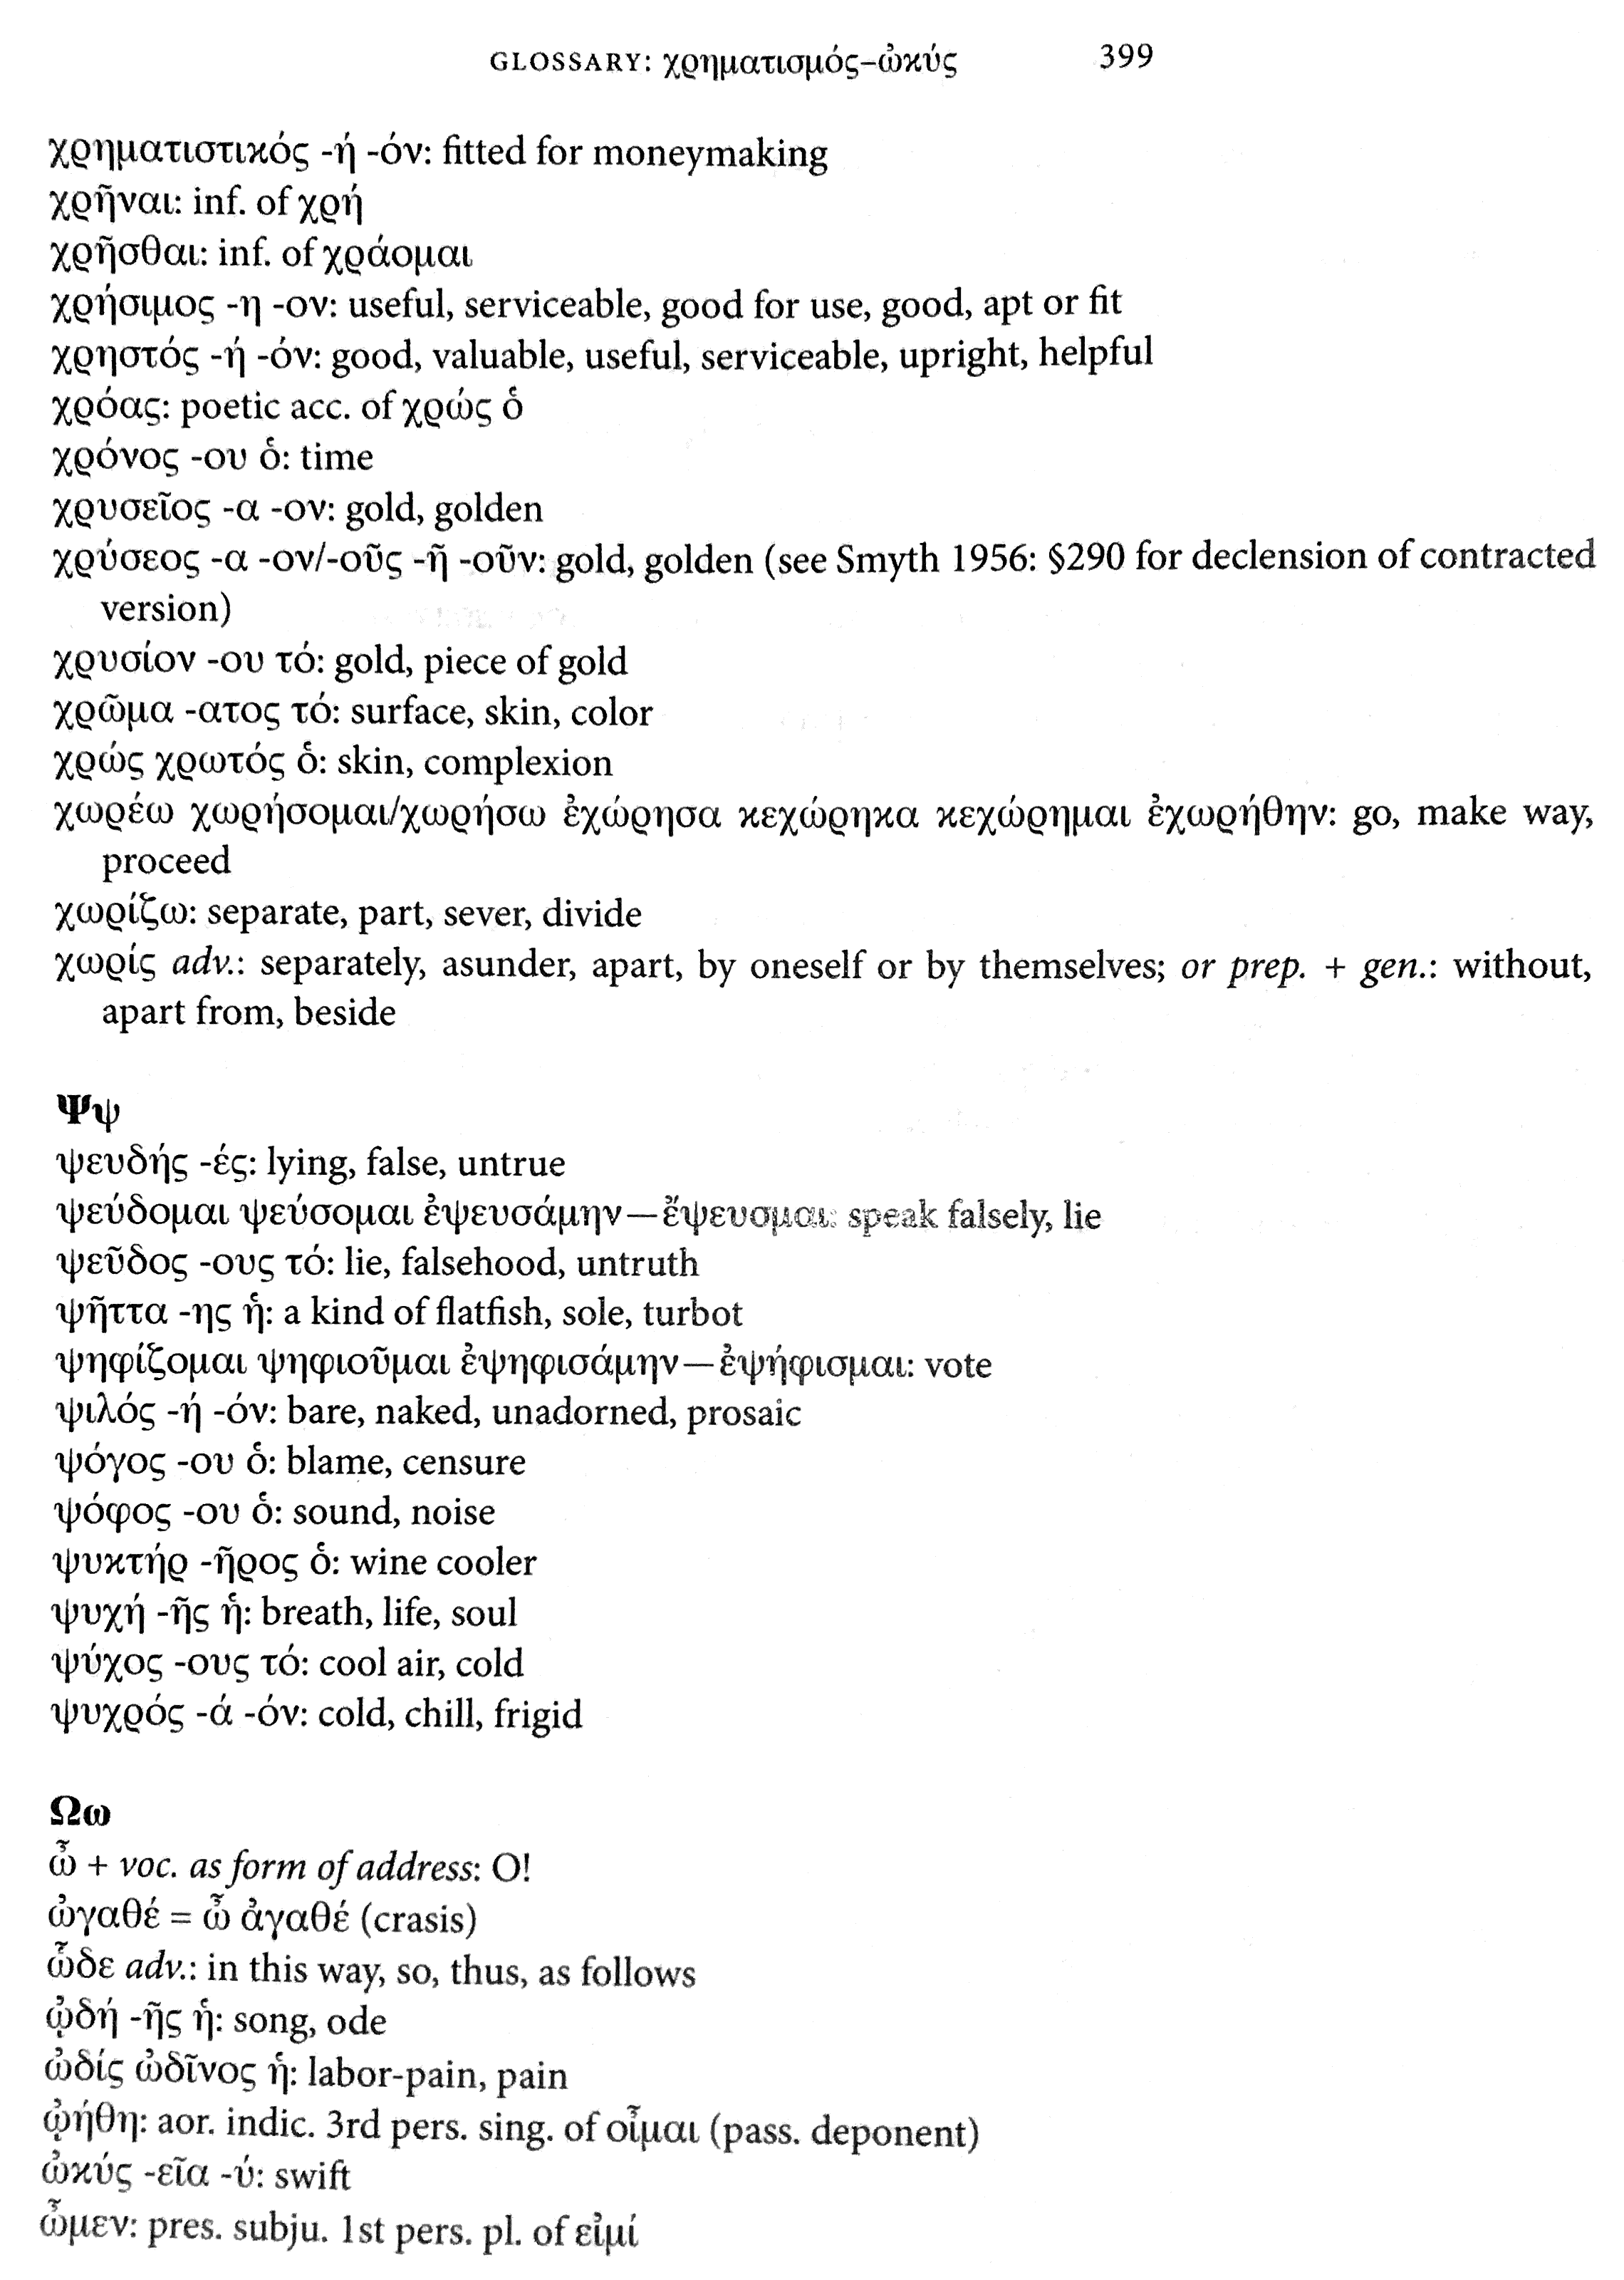 GLOSSARY: χρηματισμός–ὠκύς 399
χρηματιστικός -ή -όν: fitted for moneymaking
χρῆναι: inf. of χρή
χρῆσθαι: inf. of χράομαι
χρήσιμος -η -ον: useful, serviceable, good for use, good, apt or fit
χρηστός -ή -όν: good, valuable, useful, serviceable, upright, helpful
χρόας: poetic acc. of χρώς ὁ
χρόνος -ου ὁ: time
χρυσεῖος -α -ον: gold, golden
χρύσεος -α -ον/-οῦς -ῆ -οῦν: gold, golden (see Smyth 1956: §290 for declension of contracted
version)
χρυσίον -ου τό: gold, piece of gold
χρῶμα -ατος τό: surface, skin, color
χρώς χρωτός ὁ: skin, complexion
χωρέω χωρήσομαι/χωρήσω ἐχώρησα κεχώρηκα κεχώρημαι ἐχωρήθην: go, make way,
proceed
χωρίζω: separate, part, sever, divide
χωρίς adv.: separately, asunder, apart, by oneself or by themselves; or prep. + gen.: without,
apart from, beside
Ψψ
ψευδής -ές: lying, false, untrue
ψεύδομαι ψεύσομαι ἐψευσάμην—ἔψευσμαι: speak falsely, lie
ψεῦδος -ους τό: lie, falsehood, untruth
ψῆττα -ης ἡ: a kind of flatfish, sole, turbot
ψηφίζομαι ψηφιοῦμαι ἐψηφισάμην—ἐψήφισμαι: vote
ψιλός -ή -όν: bare, naked, unadorned, prosaic
ψόγος -ου ὁ: blame, censure
ψόφος -ου ὁ: sound, noise
ψυκτήρ -ῆρος ὁ: wine cooler
ψυχή -ῆς ἡ: breath, life, soul
ψύχος -ους τό: cool air, cold
ψυχρός -ά -όν: cold, chill, frigid
Ωω
ὦ + voc. as form of address: O!
ὠγαθέ = ὦ ἀγαθέ (crasis)
ὧδε adv.: in this way, so, thus, as follows
ᾠδή -ῆς ἡ: song, ode
ὠδίς ὠδῖνος ἡ: labor-pain, pain
ᾠήθη: aor. indic. 3rd pers. sing. of οἶμαι (pass. deponent)
ὠκύς -εῖα -ύ: swift
ὦμεν: pres. subju. 1st pers. pl. of εἰμί